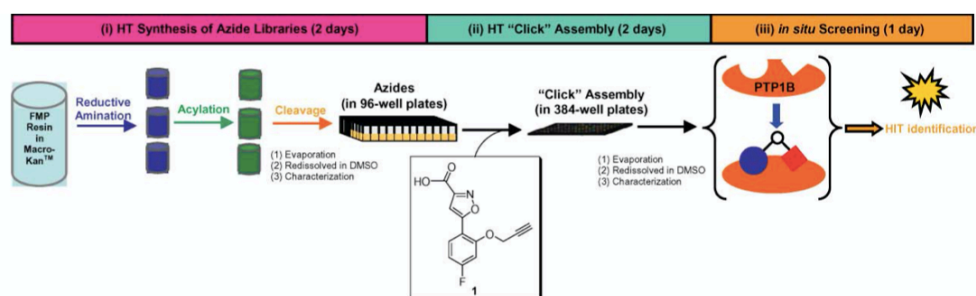 (i) HT Synthesis of Azide Libraries (2 days)
(ii) HT “Click” Assembly (2 days)
(iii) in situ Screening (1 day)
FMP
Resin
in
Macro-
Kan™
Reductive
Amination
Acylation
Cleavage
(1) Evaporation
(2) Redissolved in DMSO
(3) Characterization
Azides
(in 96-well plates)
HO
O
N
O
O
F
1
“Click” Assembly
(in 384-well plates)
(1) Evaporation
(2) Redissolved in DMSO
(3) Characterization
PTP1B
HIT identification